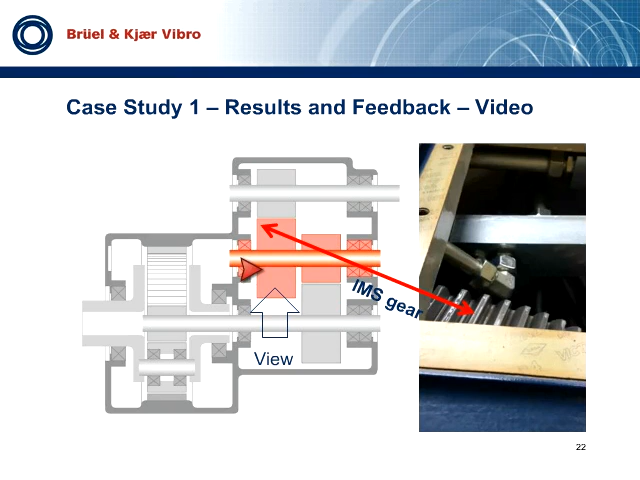 Brüel & Kjær Vibro
Case Study 1 – Results and Feedback – Video
IMS gear
View
22